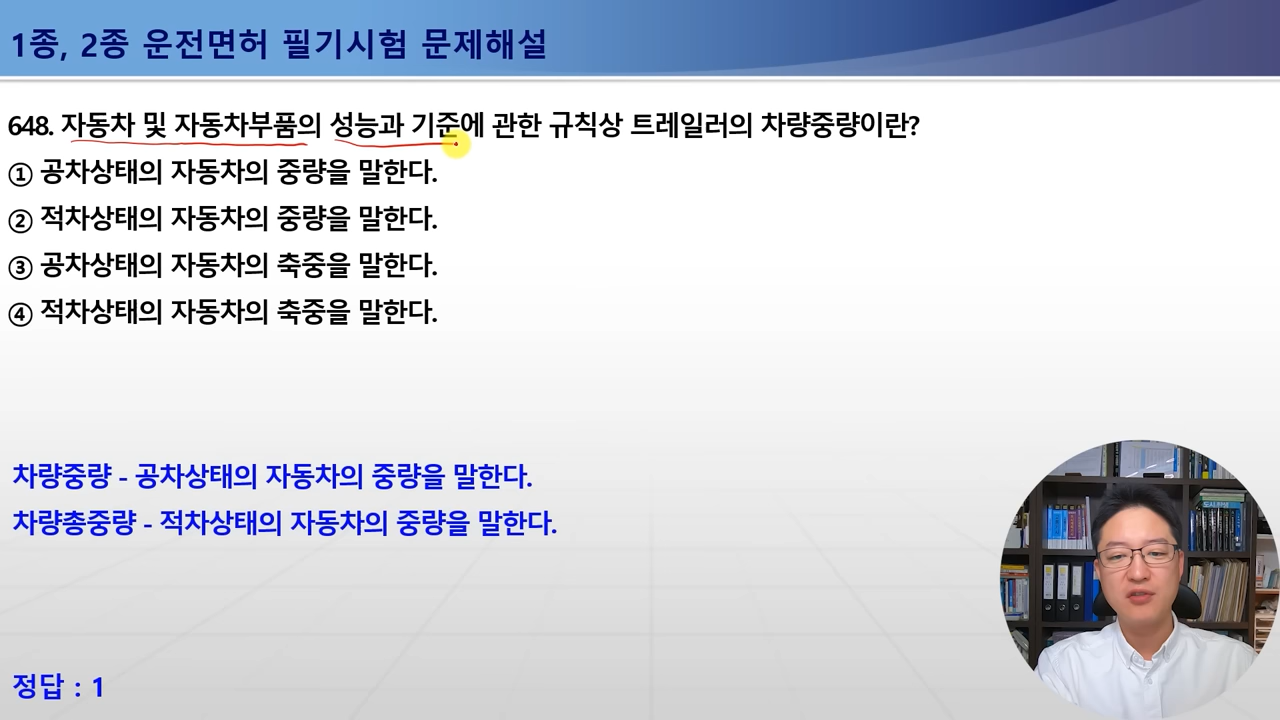 1종, 2종 운전면허 필기시험 문제해설
648. 자동차 및 자동차부품의 성능과 기준에 관한 규칙상 트레일러의 차량중량이란?
① 공차상태의 자동차의 중량을 말한다.
② 적차상태의 자동차의 중량을 말한다.
③ 공차상태의 자동차의 축중을 말한다.
④ 적차상태의 자동차의 축중을 말한다.
차량중량 - 공차상태의 자동차의 중량을 말한다.
차량총중량 - 적차상태의 자동차의 중량을 말한다.
정답 : 1